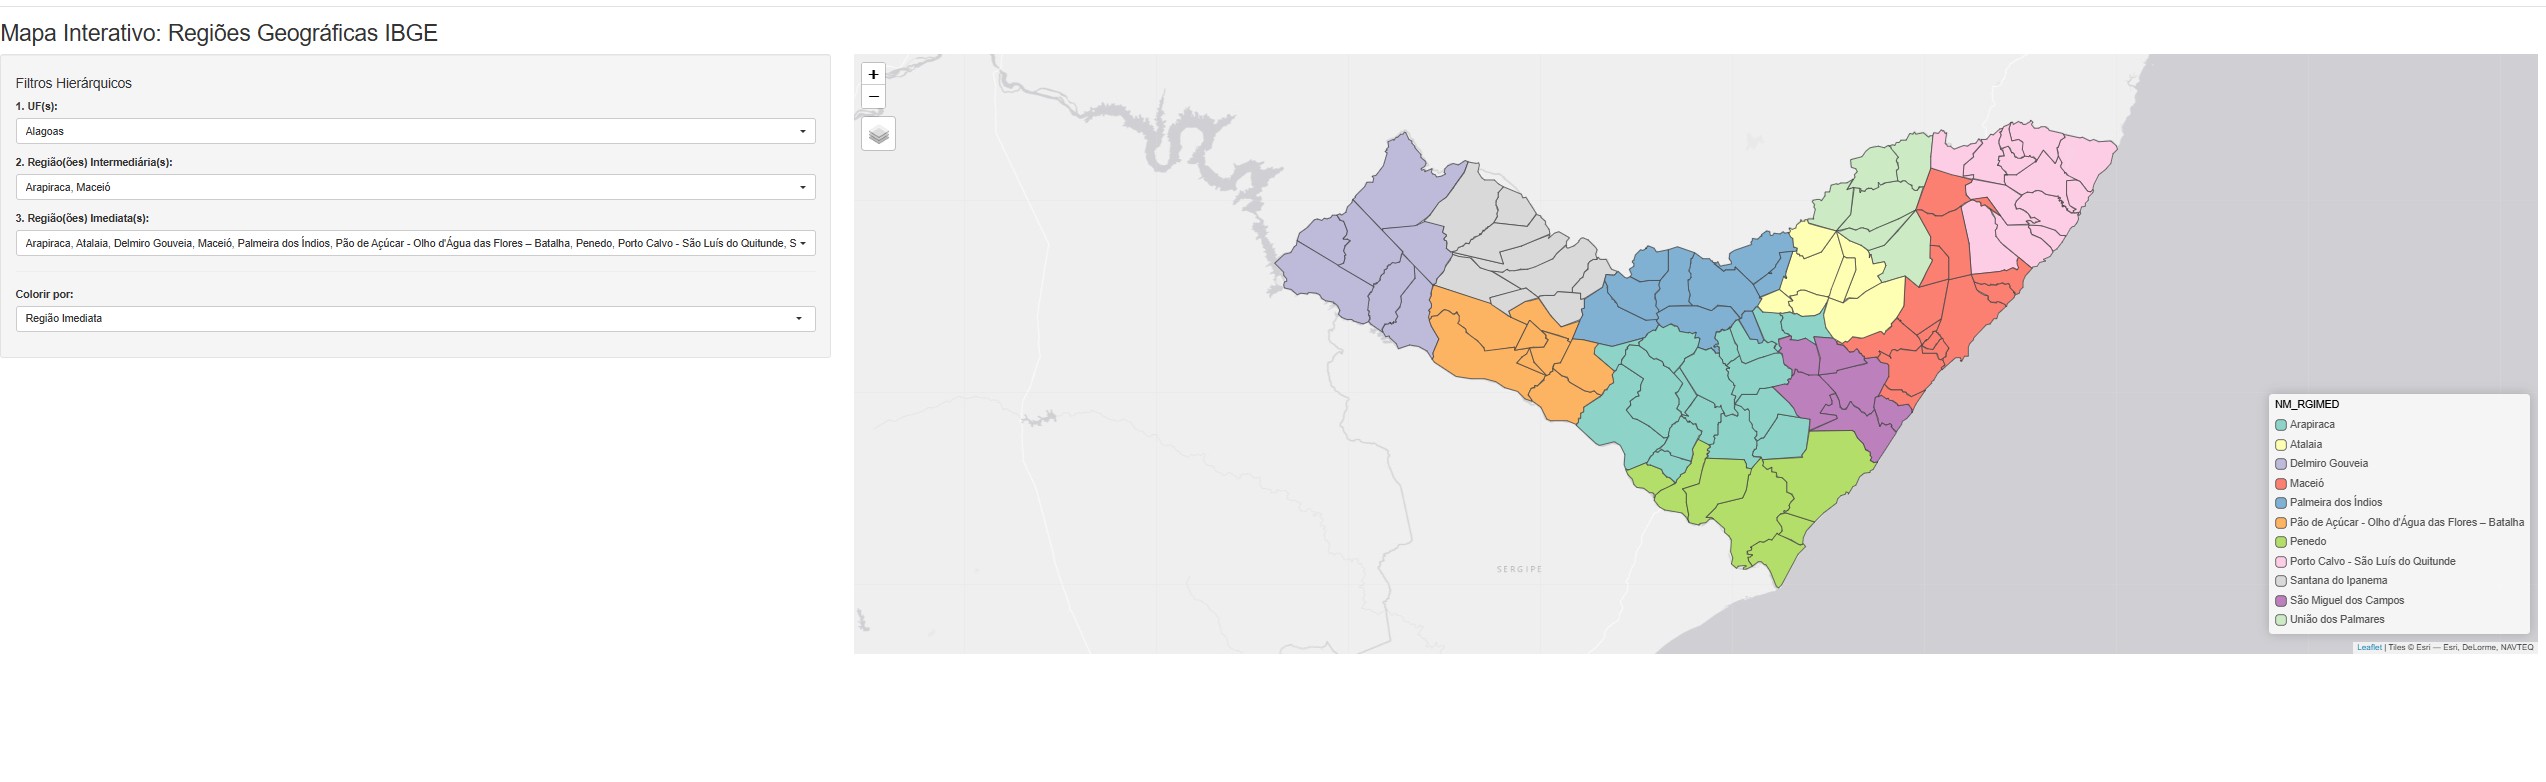 Mapa Interativo: Regiões Geográficas IBGE
Filtros Hierárquicos
1. UF(s):
Alagoas
2. Região(ões) Intermediária(s):
Arapiraca, Maceió
3. Região(ões) Imediata(s):
Arapiraca, Atalaia, Delmiro Gouveia, Maceió, Palmeira dos Índios, Pão de Açúcar - Olho d'Água das Flores – Batalha, Penedo, Porto Calvo - São Luís do Quitunde, S
Colorir por:
Região Imediata
+
−
SERGIPE
NM_RGIMED
Arapiraca
Atalaia
Delmiro Gouveia
Maceió
Palmeira dos Índios
Pão de Açúcar - Olho d'Água das Flores – Batalha
Penedo
Porto Calvo - São Luís do Quitunde
Santana do Ipanema
São Miguel dos Campos
União dos Palmares
Leaflet | Tiles © Esri — Esri, DeLorme, NAVTEQ